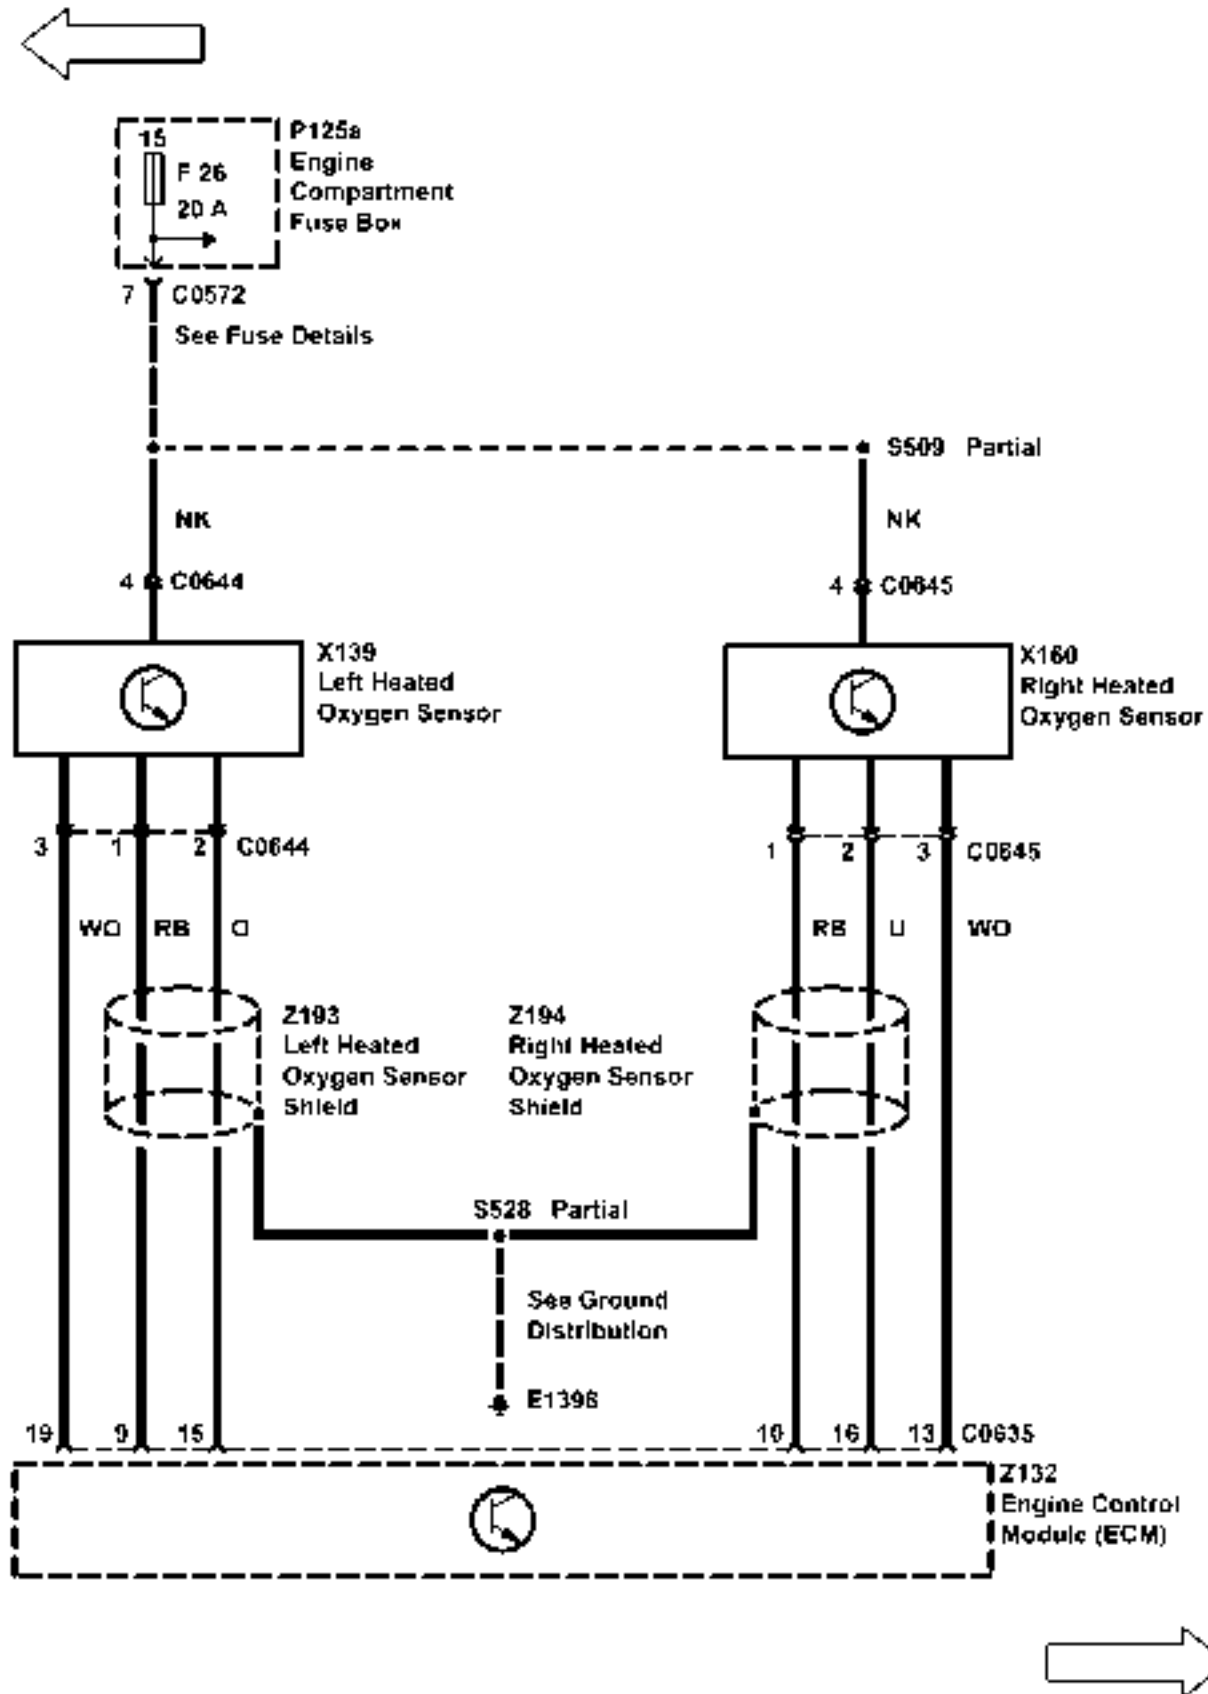 15
F 26
20 A
P125a
Engine
Compartment
Fuse Box
7 C0572
See Fuse Details
S509 Partial
NK
NK
4 C0644
4 C0645
X139
Left Heated
Oxygen Sensor
X160
Right Heated
Oxygen Sensor
3 1 2 C0644
1 2 3 C0645
WO RB
RB U WO
Z193
Left Heated
Oxygen Sensor
Shield
Z194
Right Heated
Oxygen Sensor
Shield
S528 Partial
See Ground
Distribution
19 9 15
10 16 13 C0635
Z132
Engine Control
Module (ECM)